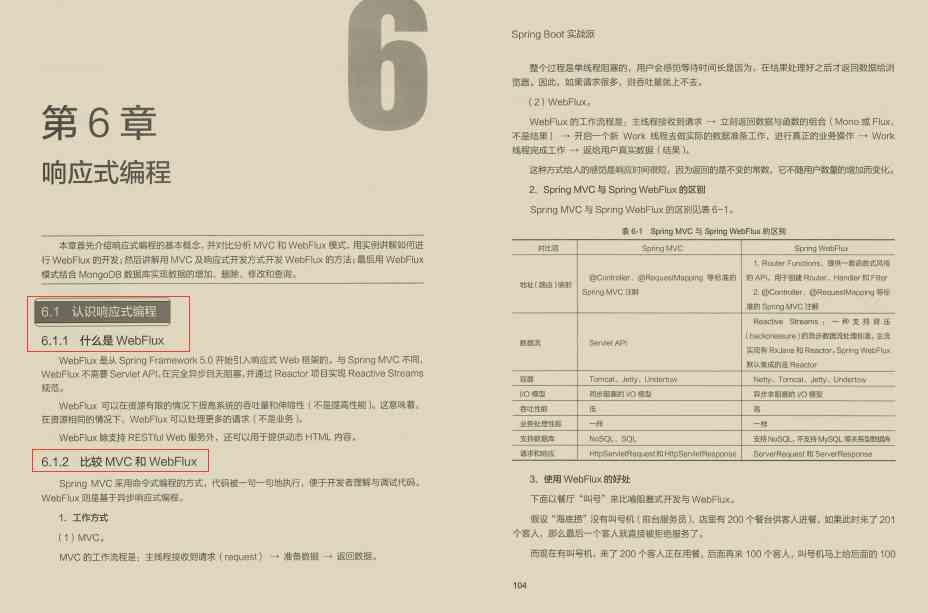 6
第 6 章
响应式编程
本章首先介绍响应式编程的基本概念，并对比分析 MVC 和 WebFlux 模式，用实例讲解如何进
行 WebFlux 的开发；然后讲解用 MVC 及响应式开发方式开发 WebFlux 的方法；最后用 WebFlux
模式结合 MongoDB 数据库实现数据的增加、删除、修改和查询。
6.1 认识响应式编程
6.1.1 什么是 WebFlux
WebFlux 是从 Spring Framework 5.0 开始引入响应式 Web 框架的。与 Spring MVC 不同，
WebFlux 不需要 Servlet API，在完全异步且无阻塞，并通过 Reactor 项目实现 Reactive Streams
规范。
WebFlux 可以在资源有限的情况下提高系统的吞吐量和伸缩性（不是提高性能）。这意味着，
在资源相同的情况下，WebFlux 可以处理更多的请求（不是业务）。
WebFlux 除支持 RESTful Web 服务外，还可以用于提供动态 HTML 内容。
6.1.2 比较 MVC 和 WebFlux
Spring MVC 采用命令式编程的方式，代码被一句一句地执行，便于开发者理解与调试代码。
WebFlux 则是基于异步响应式编程。
1．工作方式
（1）MVC。
MVC 的工作流程是：主线程接收到请求（request） → 准备数据 → 返回数据。
Spring Boot 实战派
整个过程是单线程阻塞的，用户会感觉等待时间长是因为，在结果处理好之后才返回数据给浏
览器。因此，如果请求很多，则吞吐量就上不去。
（2）WebFlux。
WebFlux 的工作流程是：主线程接收到请求 → 立刻返回数据与函数的组合（Mono 或 Flux，
不是结果） → 开启一个新 Work 线程去做实际的数据准备工作，进行真正的业务操作 → Work
线程完成工作 → 返给用户真实数据（结果）。
这种方式给人的感觉是响应时间很短，因为返回的是不变的常数，它不随用户数量的增加而变化。
2．Spring MVC 与 Spring WebFlux 的区别
Spring MVC 与 Spring WebFlux 的区别见表 6-1。
表 6-1 Spring MVC 与 Spring WebFlux 的区别
对比项 Spring MVC Spring WebFlux
地址（路由）映射 @Controller、@RequestMapping 等标准的
Spring MVC 注解
1. Router Functions，提供一套函数式风格
的 API，用于创建 Router、Handler 和 Filter
2. @Controller、@RequestMapping 等标
准的 Spring MVC 注解
数据流 Servlet API
Reactive Streams：一种支持背压
（backpressure）的异步数据流处理标准，主流
实现有 RxJava 和 Reactor，Spring WebFlux
默认集成的是 Reactor
容器 Tomcat、Jetty、Undertow Netty、Tomcat、Jetty、Undertow
I/O 模型 同步阻塞的 I/O 模型 异步非阻塞的 I/O 模型
吞吐性能 低 高
业务处理性能 一样 一样
支持数据库 NoSQL、SQL 支持 NoSQL，不支持 MySQL 等关系型数据库
请求和响应 HttpServletRequest 和 HttpServletResponse ServerRequest 和 ServerResponse
3．使用 WebFlux 的好处
下面以餐厅“叫号”来比喻阻塞式开发与 WebFlux。
假设“海底捞”没有叫号机（前台服务员），店里有 200 个餐台供客人进餐，如果此时来了 201
个客人，那么最后一个客人就直接被拒绝服务了。
而现在有叫号机，来了 200 个客人正在用餐，后面再来 100 个客人，叫号机马上给后面的 100
104